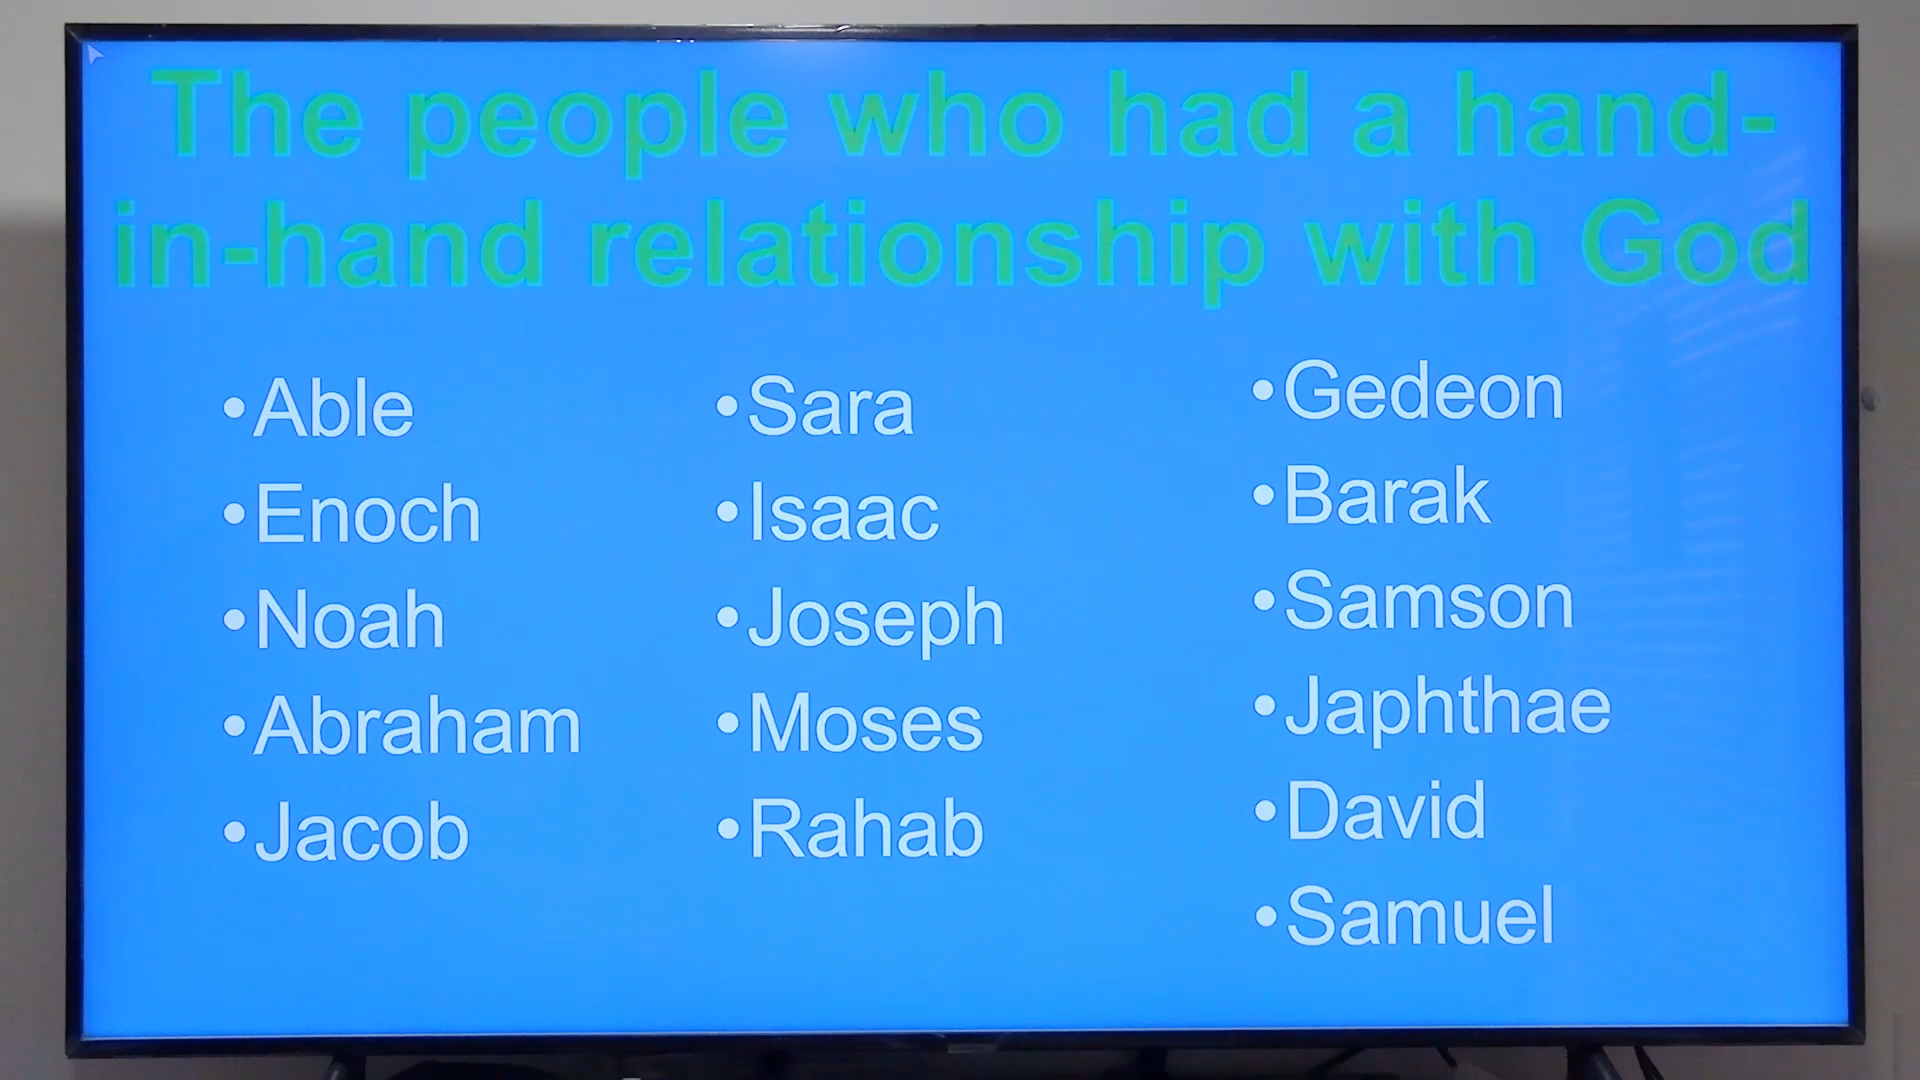 The people who had a hand-
in-hand relationship with God
•Able
•Enoch
•Noah
•Abraham
•Jacob
•Sara
•Isaac
•Joseph
•Moses
•Rahab
•Gedeon
•Barak
•Samson
•Japhthae
•David
•Samuel